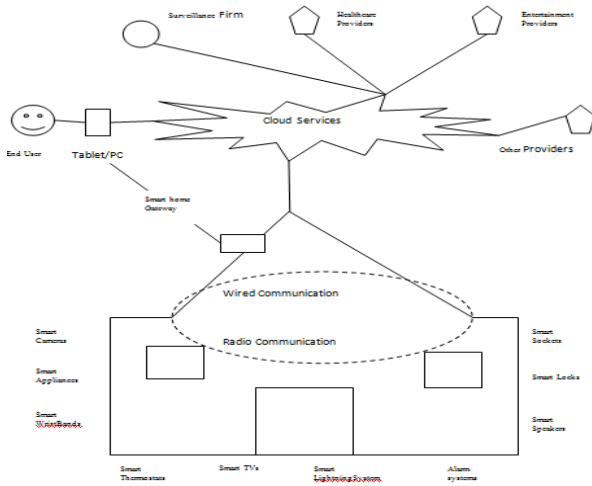 Surveillance Firm
Healthcare
Providers
Entertainment
Providers
Cloud Services
End User
Tablet/PC
Other Providers
Smart home
Gateway
Wired Communication
Radio Communication
Smart
Cameras
Smart
Sockets
Smart
Appliances
Smart Locks
Smart
WristBands
Smart
Speakers
Smart
Thermostats
Smart TVs
Smart
LightningSystem
Alarm
systems